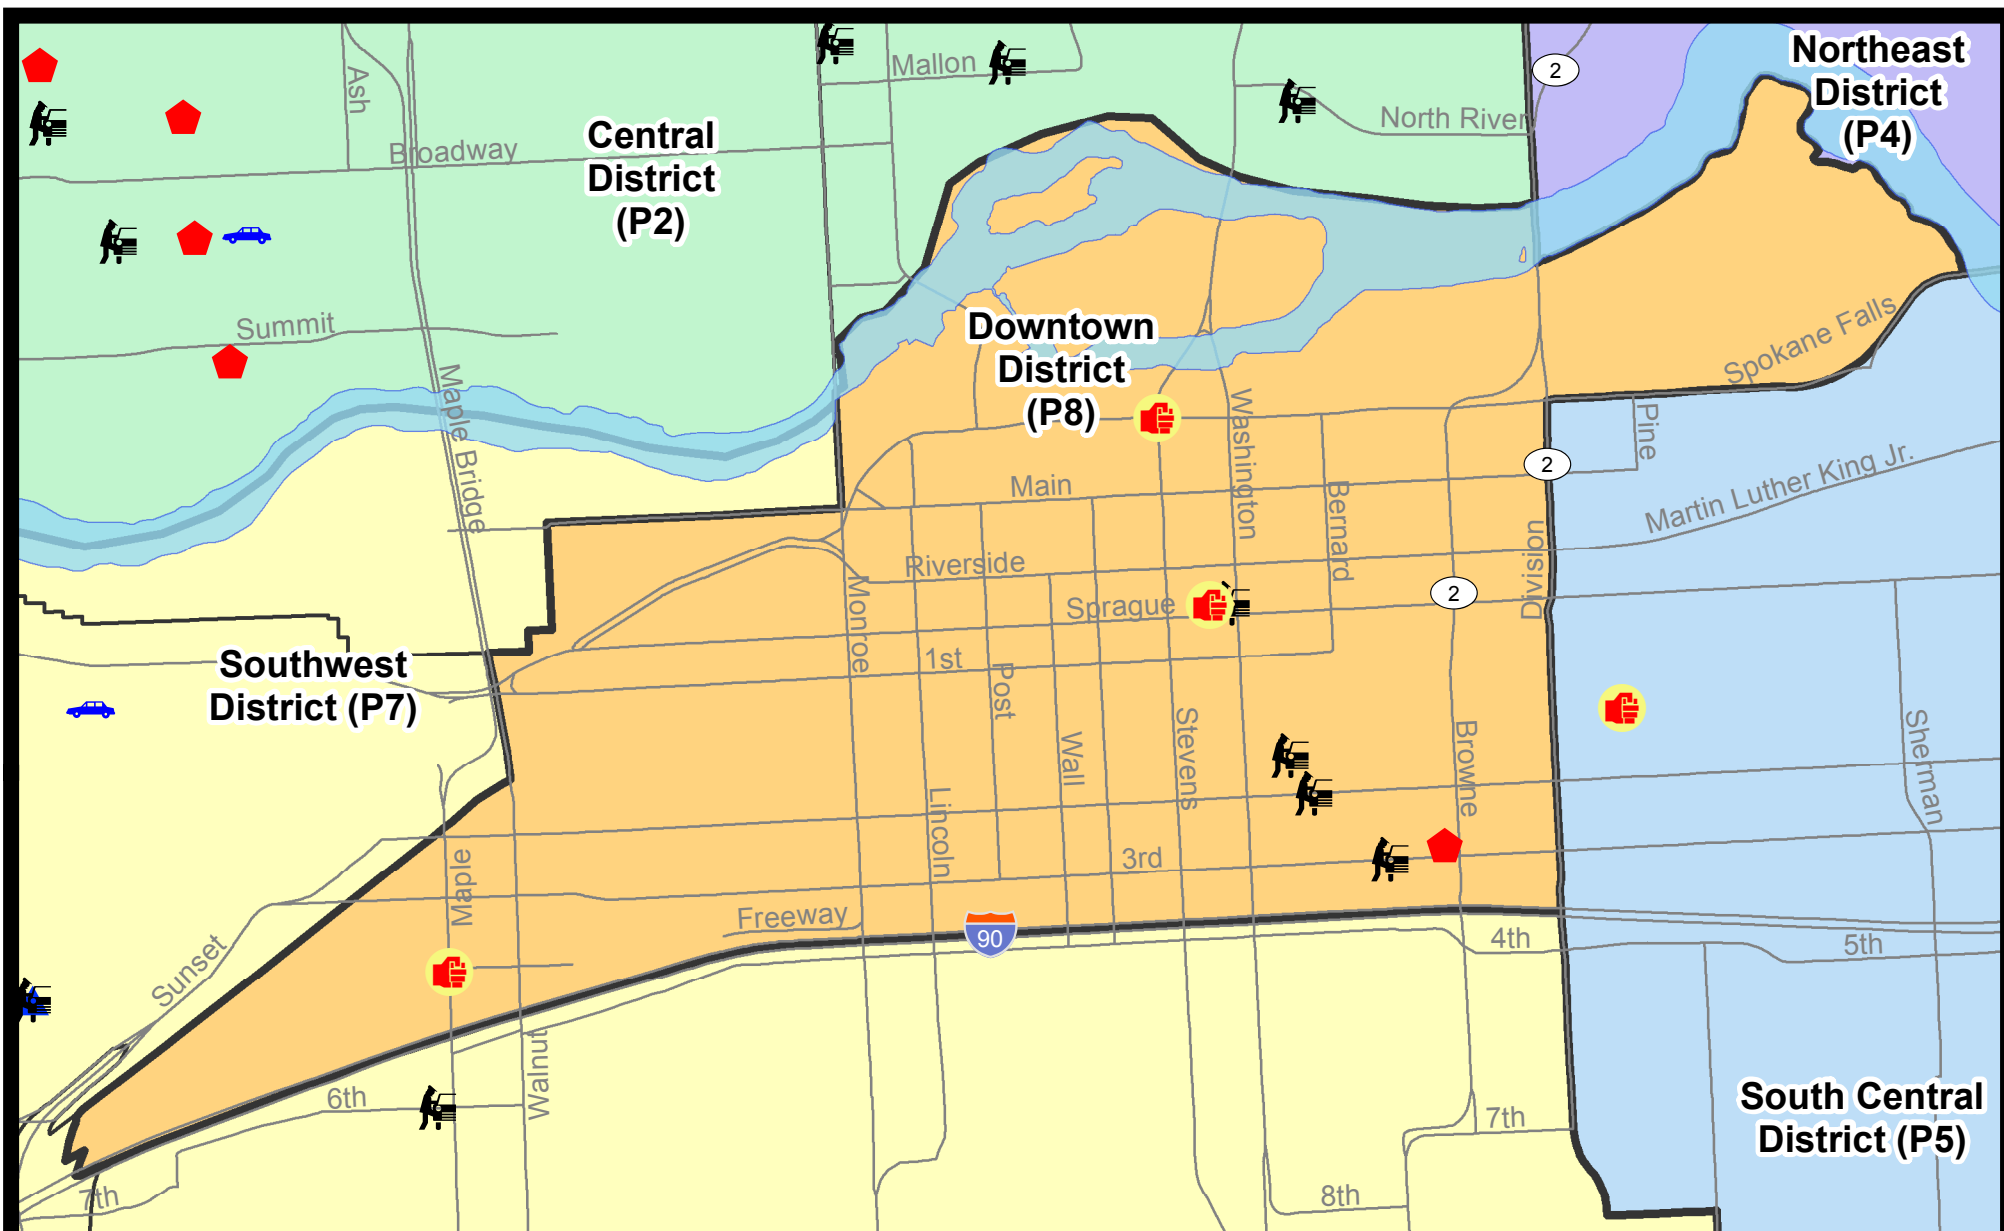 Northeast
District
(P4)
2
Mallon
Ash
North River
Central
District
(P2)
Broadway
Summit
Spokane Falls
Downtown
District
(P8)
Maple Bridge
Washington
Pine
Main
2
Martin Luther King Jr.
Bernard
Riverside
Division
Monroe
Sprague
2
1st
Southwest
District (P7)
Post
Stevens
Wall
Browne
Sherman
Lincoln
3rd
Maple
Freeway
90
4th
5th
Sunset
Walnut
6th
7th
South Central
District (P5)
7th
8th